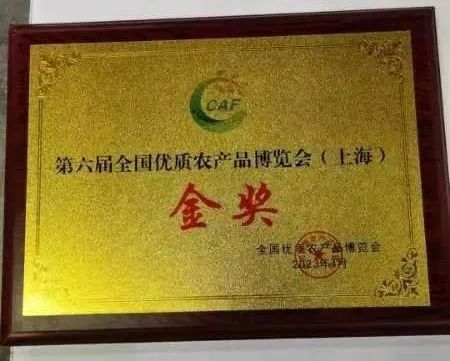 CAF
第六届全国优质农产品博览会（上海）
金奖
全国优质农产品博览会
2023年4月